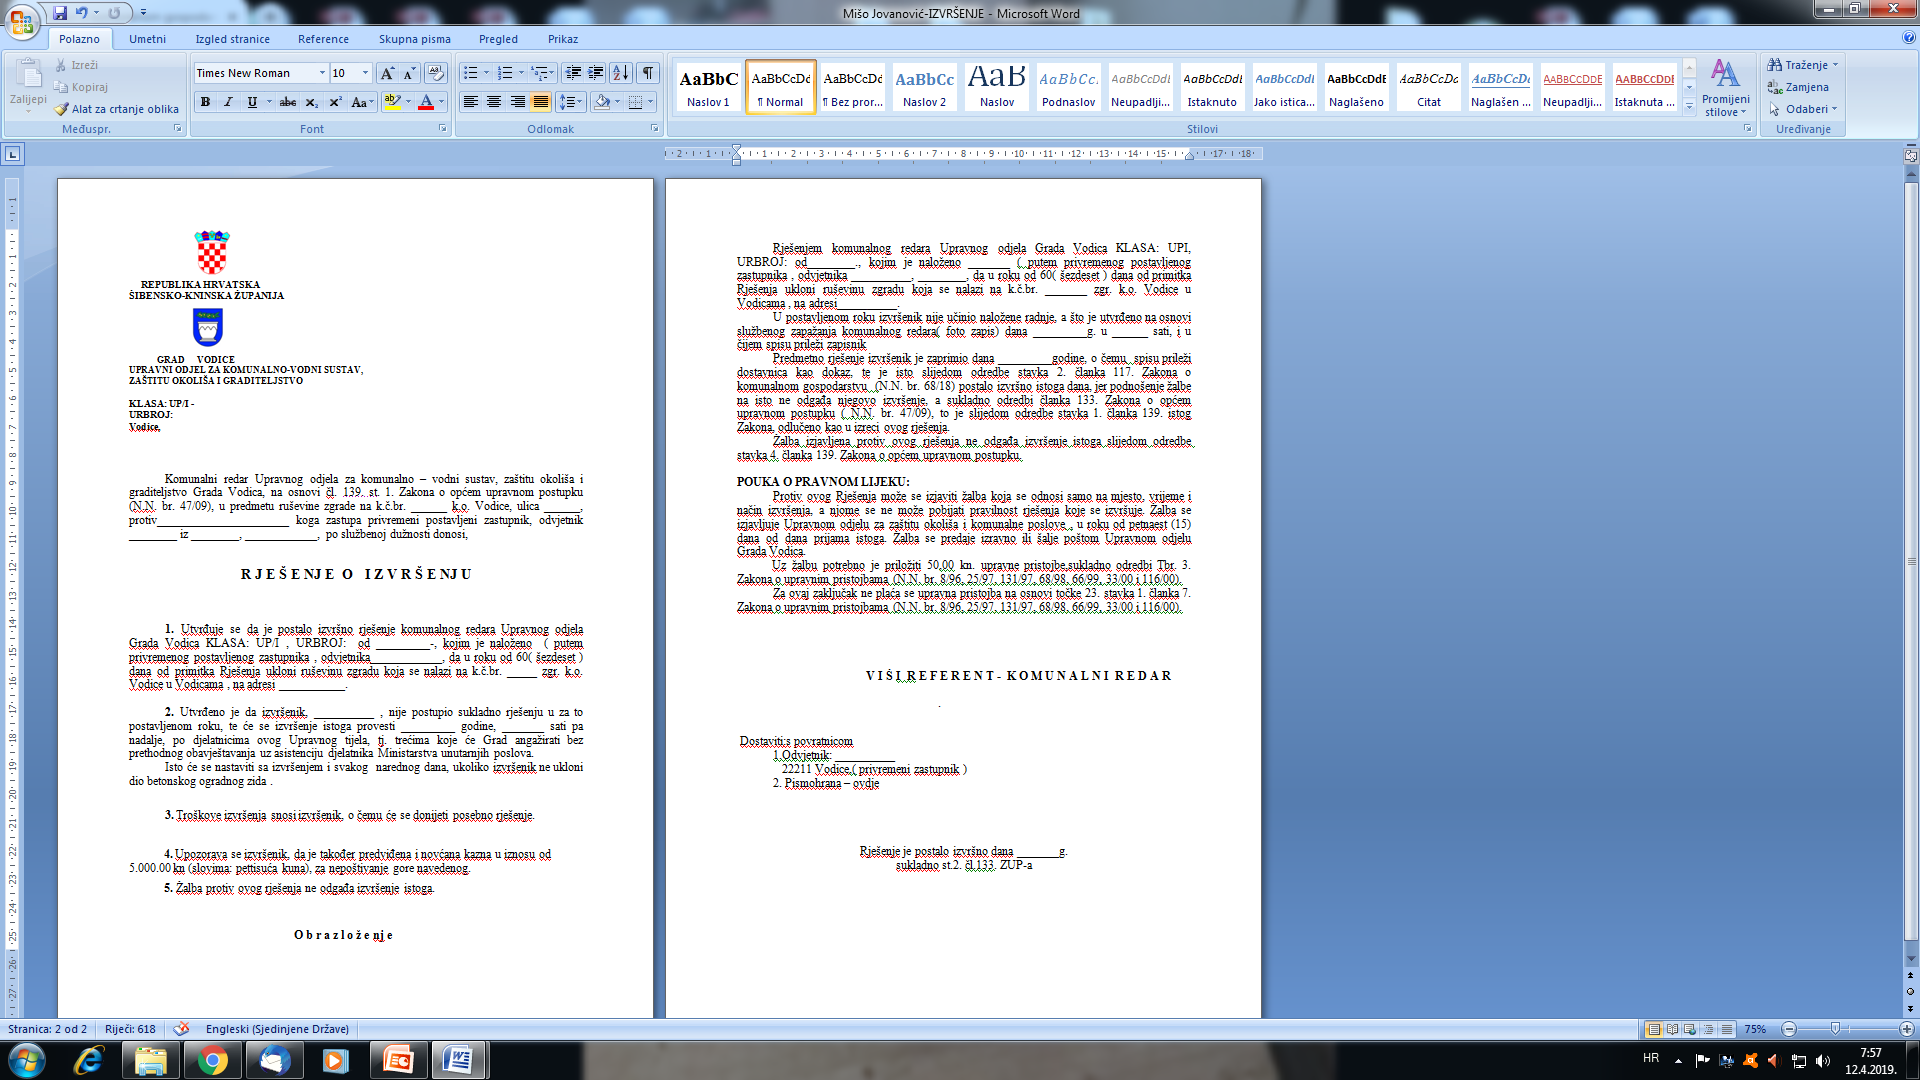 Mišo Jovanović-IZVRŠENJE - Microsoft Word
Polazno Umetni Izgled stranice Reference Skupna pisma Pregled Prikaz
Zalijepi
Izreži
Kopiraj
Alat za crtanje oblika
Međuspr.
Times New Roman 10
Font
Odlomak
AaBbC AaBbCcDd AaBbCcDd AaBbCc AaB AaBbCc. AaBbCcDdI AaBbCcDdE AaBbCcDdI AaBbCcDdE AaBbCcDd AaBbCcDd AABBCCDDE AABBCCDDE
Naslov 1 ¶ Normal ¶ Bez pror... Naslov 2 Naslov Podnaslov Neupadlji... Istaknuto Jako istica... Naglašeno Citat Naglašen ... Neupadlji... Istaknuta ...
Stilovi
Promijeni
stilove
Traženje
Zamjena
Odaberi
Uređivanje
REPUBLIKA HRVATSKA
ŠIBENSKO-KNINSKA ŽUPANIJA
GRAD VODICE
UPRAVNI ODJEL ZA KOMUNALNO-VODNI SUSTAV,
ZAŠTITU OKOLIŠA I GRADITELJSTVO
KLASA: UP/I -
URBROJ:
Vodice,
Komunalni redar Upravnog odjela za komunalno – vodni sustav, zaštitu okoliša i
graditeljstvo Grada Vodica, na osnovi čl. 139. st. 1. Zakona o općem upravnom postupku
(N.N. br. 47/09), u predmetu ruševine zgrade na k.č.br. ______ k.o. Vodice, ulica ______,
protiv______________________ koga zastupa privremeni postavljeni zastupnik, odvjetnik
________ iz ________, ____________, po službenoj dužnosti donosi,
R J E Š E N J E O I Z V R Š E N J U
1. Utvrđuje se da je postalo izvršno rješenje komunalnog redara Upravnog odjela
Grada Vodica KLASA: UP/I , URBROJ: od _________-, kojim je naloženo ( putem
privremenog postavljenog zastupnika , odvjetnika____________, da u roku od 60( šezdeset )
dana od primitka Rješenja ukloni ruševinu zgradu koja se nalazi na k.č.br. _____ zgr. k.o.
Vodice u Vodicama , na adresi ___________.
2. Utvrđeno je da izvršenik, __________ , nije postupio sukladno rješenju u za to
postavljenom roku, te će se izvršenje istoga provesti _________ godine, _______ sati pa
nadalje, po djelatnicima ovog Upravnog tijela, tj. trećima koje će Grad angažirati bez
prethodnog obavještavanja uz asistenciju djelatnika Ministarstva unutarnjih poslova.
Isto će se nastaviti sa izvršenjem i svakog narednog dana, ukoliko izvršenik ne ukloni
dio betonskog ogradnog zida .
3. Troškove izvršenja snosi izvršenik, o čemu će se donijeti posebno rješenje.
4. Upozorava se izvršenik, da je također predviđena i novčana kazna u iznosu od
5.000.00 kn (slovima: pettisuća kuna), za nepoštivanje gore navedenog.
5. Žalba protiv ovog rješenja ne odgađa izvršenje istoga.
O b r a z l o ž e nj e
Rješenjem komunalnog redara Upravnog odjela Grada Vodica KLASA: UPI,
URBROJ: od________., kojim je naloženo _______ ( putem privremenog postavljenog
zastupnika , odvjetnika __________, ________, da u roku od 60( šezdeset ) dana od primitka
Rješenja ukloni ruševinu zgradu koja se nalazi na k.č.br. _______ zgr. k.o. Vodice u
Vodicama , na adresi__________.
U postavljenom roku izvršenik nije učinio naložene radnje, a što je utvrđeno na osnovi
službenog zapažanja komunalnog redara( foto zapis) dana _________g. u ______ sati, i u
čijem spisu prileži zapisnik
Predmetno rješenje izvršenik je zaprimio dana _________godine, o čemu, spisu prileži
dostavnica kao dokaz, te je isto slijedom odredbe stavka 2. članka 117. Zakona o
komunalnom gospodarstvu (N.N. br. 68/18) postalo izvršno istoga dana, jer podnošenje žalbe
na isto ne odgađa njegovo izvršenje, a sukladno odredbi članka 133. Zakona o općem
upravnom postupku ( N.N. br. 47/09), to je slijedom odredbe stavka 1. članka 139. istog
Zakona, odlučeno kao u izreci ovog rješenja.
Žalba izjavljena protiv ovog rješenja ne odgađa izvršenje istoga slijedom odredbe
stavka 4. članka 139. Zakona o općem upravnom postupku.
POUKA O PRAVNOM LIJEKU:
Protiv ovog Rješenja može se izjaviti žalba koja se odnosi samo na mjesto, vrijeme i
način izvršenja, a njome se ne može pobijati pravilnost rješenja koje se izvršuje. Žalba se
izjavljuje Upravnom odjelu za zaštitu okoliša i komunalne poslove , u roku od petnaest (15)
dana od dana prijama istoga. Žalba se predaje izravno ili šalje poštom Upravnom odjelu
Grada Vodica.
Uz žalbu potrebno je priložiti 50,00 kn. upravne pristojbe,sukladno odredbi Tbr. 3.
Zakona o upravnim pristojbama (N.N. br. 8/96, 25/97, 131/97, 68/98, 66/99, 33/00 i 116/00).
Za ovaj zaključak ne plaća se upravna pristojba na osnovi točke 23. stavka 1. članka 7.
Zakona o upravnim pristojbama (N.N. br. 8/96, 25/97, 131/97, 68/98, 66/99, 33/00 i 116/00).
V I Š I R E F E R E N T - K O M U N A L N I R E D A R
.
Dostaviti:s povratnicom
1.Odvjetnik: __________
22211 Vodice,( privremeni zastupnik )
2. Pismohrana – ovdje
Rješenje je postalo izvršno dana _______g.
sukladno st.2. čl.133. ZUP-a
Stranica: 2 od 2 Riječi: 618 Engleski (Sjedinjene Države) 75%
HR 7:57
12.4.2019.